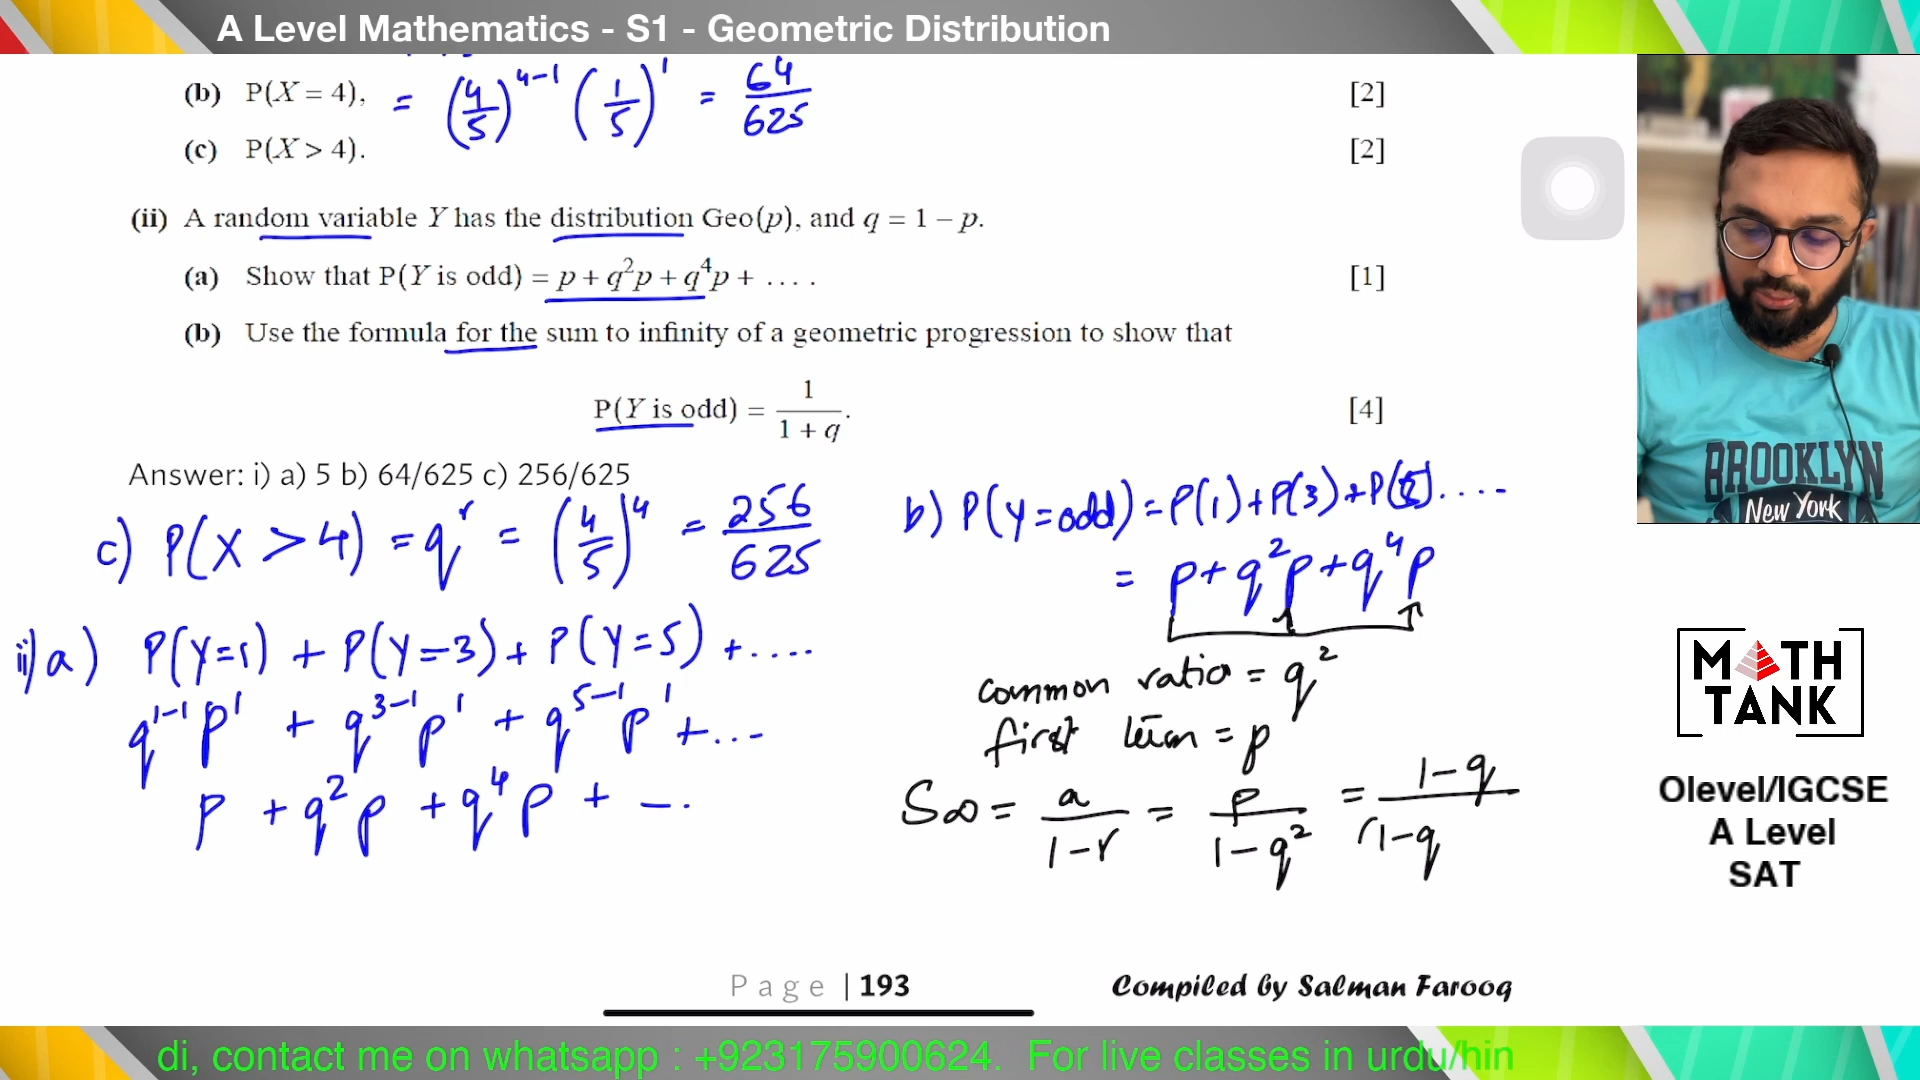 A Level Mathematics - S1 - Geometric Distribution
(b) P(X = 4), = (4/5)^(4-1) (1/5)^1 = 64/625 [2]
(c) P(X > 4). [2]
(ii) A random variable Y has the distribution Geo(p), and q = 1 – p.
(a) Show that P(Y is odd) = p + q²p + q⁴p + .... [1]
(b) Use the formula for the sum to infinity of a geometric progression to show that
P(Y is odd) = 1/(1 + q). [4]
Answer: i) a) 5 b) 64/625 c) 256/625
c) P(X > 4) = q^r = (4/5)^4 = 256/625
ii) a) P(Y=1) + P(Y=3) + P(Y=5) + ....
q^(1-1) p^1 + q^(3-1) p^1 + q^(5-1) p^1 + ...
p + q²p + q⁴p + ...
b) P(Y=odd) = P(1) + P(3) + P(5) ....
= p + q²p + q⁴p
common ratio = q²
first term = p
S∞ = a/(1-r) = p/(1-q²) = (1-q)/((1-q
BROOKLYN
New York
MATH
TANK
Olevel/IGCSE
A Level
SAT
Page | 193
Compiled by Salman Farooq
di, contact me on whatsapp : +923175900624. For live classes in urdu/hin